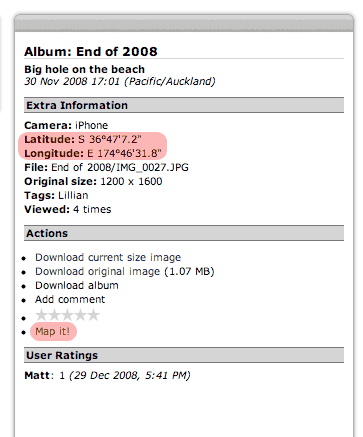 Album: End of 2008
Big hole on the beach
30 Nov 2008 17:01 (Pacific/Auckland)
Extra Information
Camera: iPhone
Latitude: S 36°47'7.2"
Longitude: E 174°46'31.8"
File: End of 2008/IMG_0027.JPG
Original size: 1200 x 1600
Tags: Lillian
Viewed: 4 times
Actions
Download current size image
Download original image (1.07 MB)
Download album
Add comment
Map it!
User Ratings
Matt: 1 (29 Dec 2008, 5:41 PM)